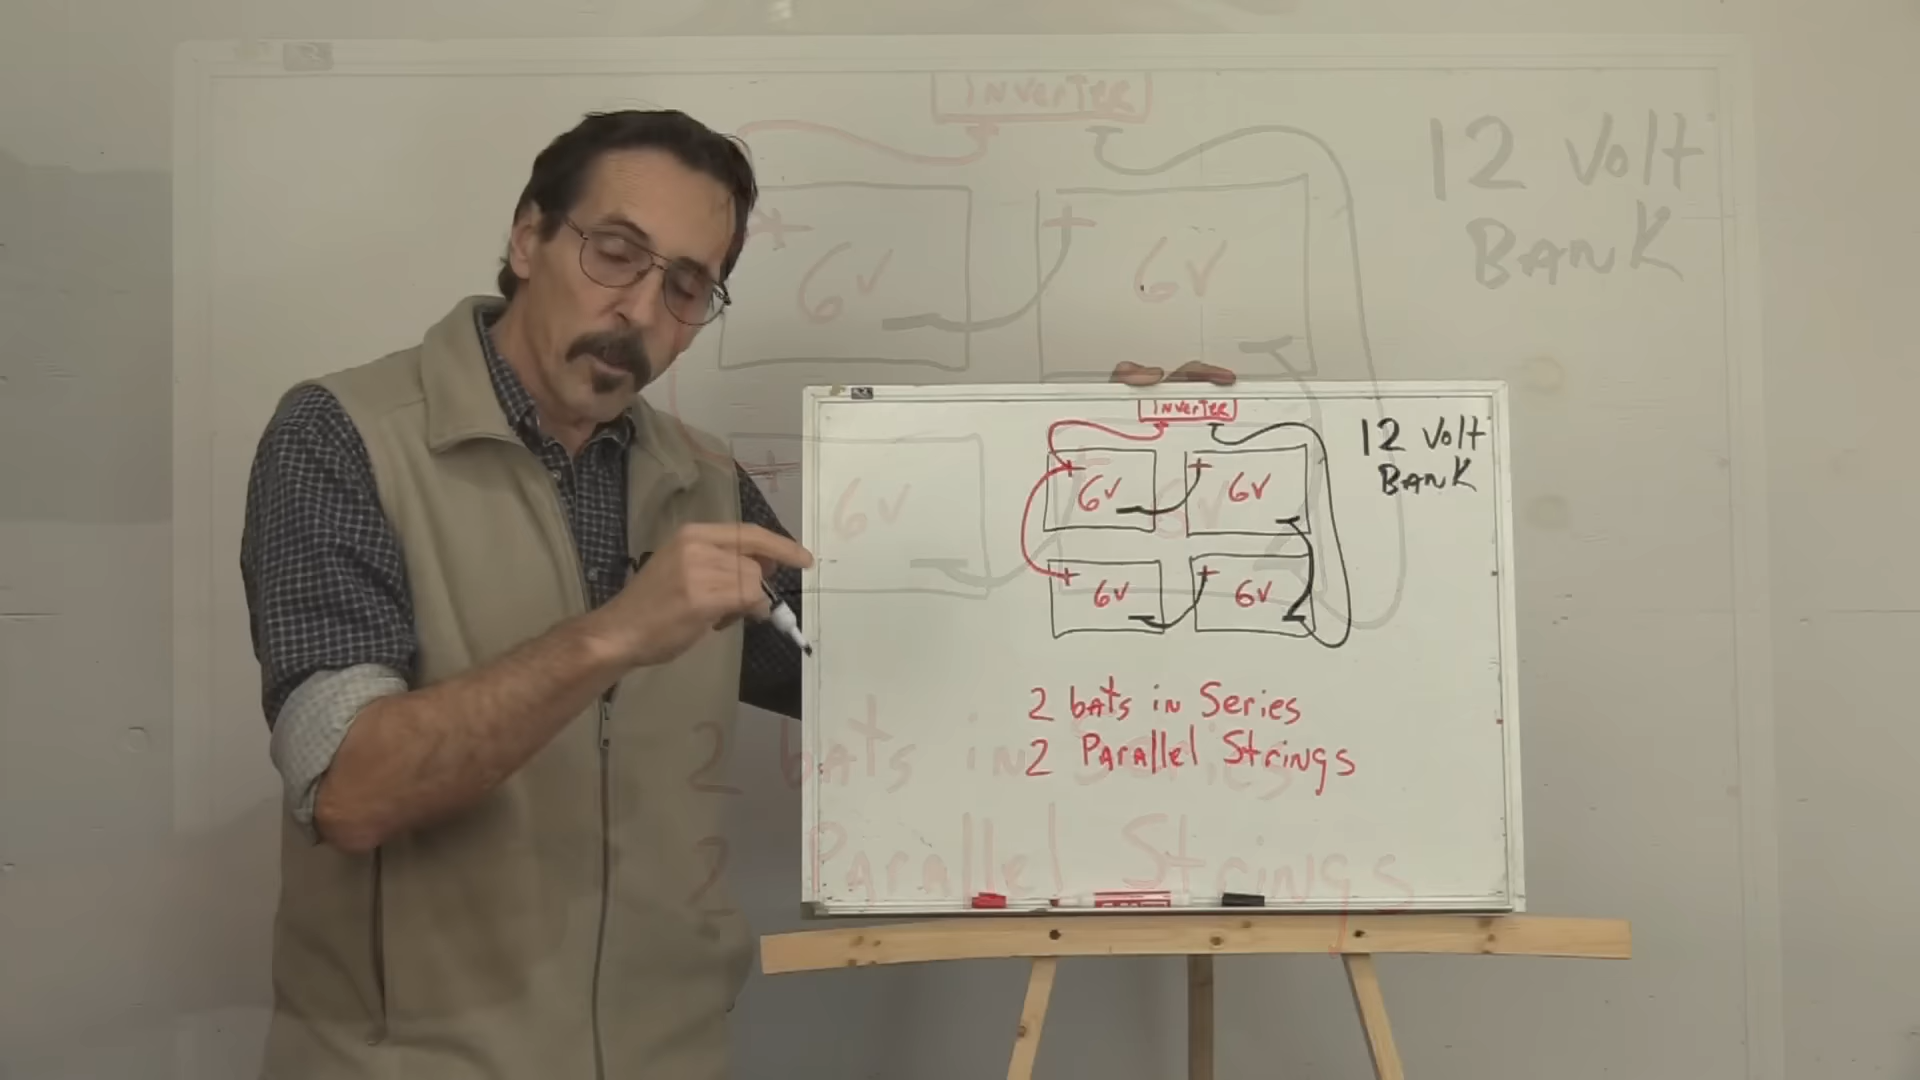 Inverter
12 Volt
BANK
+ 6V + 6V
+ 6V + 6V
2 bats in Series
2 Parallel Strings